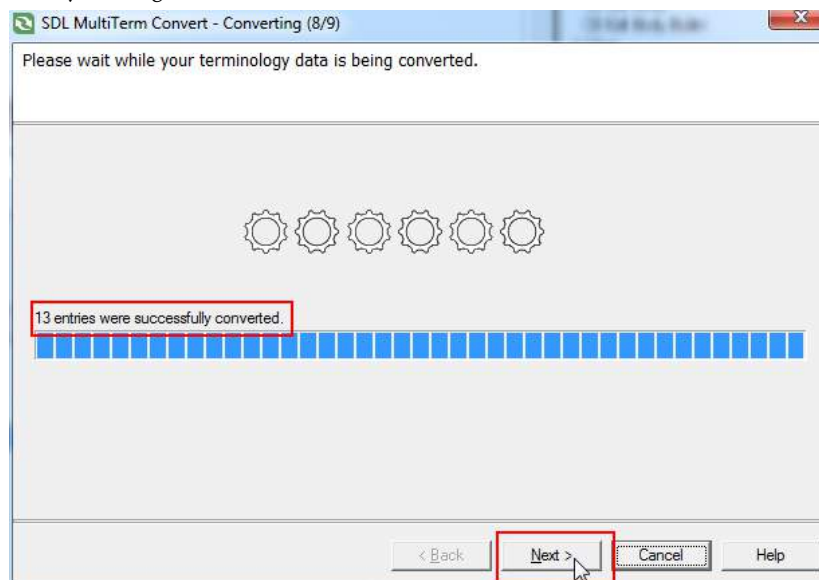 SDL MultiTerm Convert - Converting (8/9)
Please wait while your terminology data is being converted.
13 entries were successfully converted.
< Back
Next >
Cancel
Help